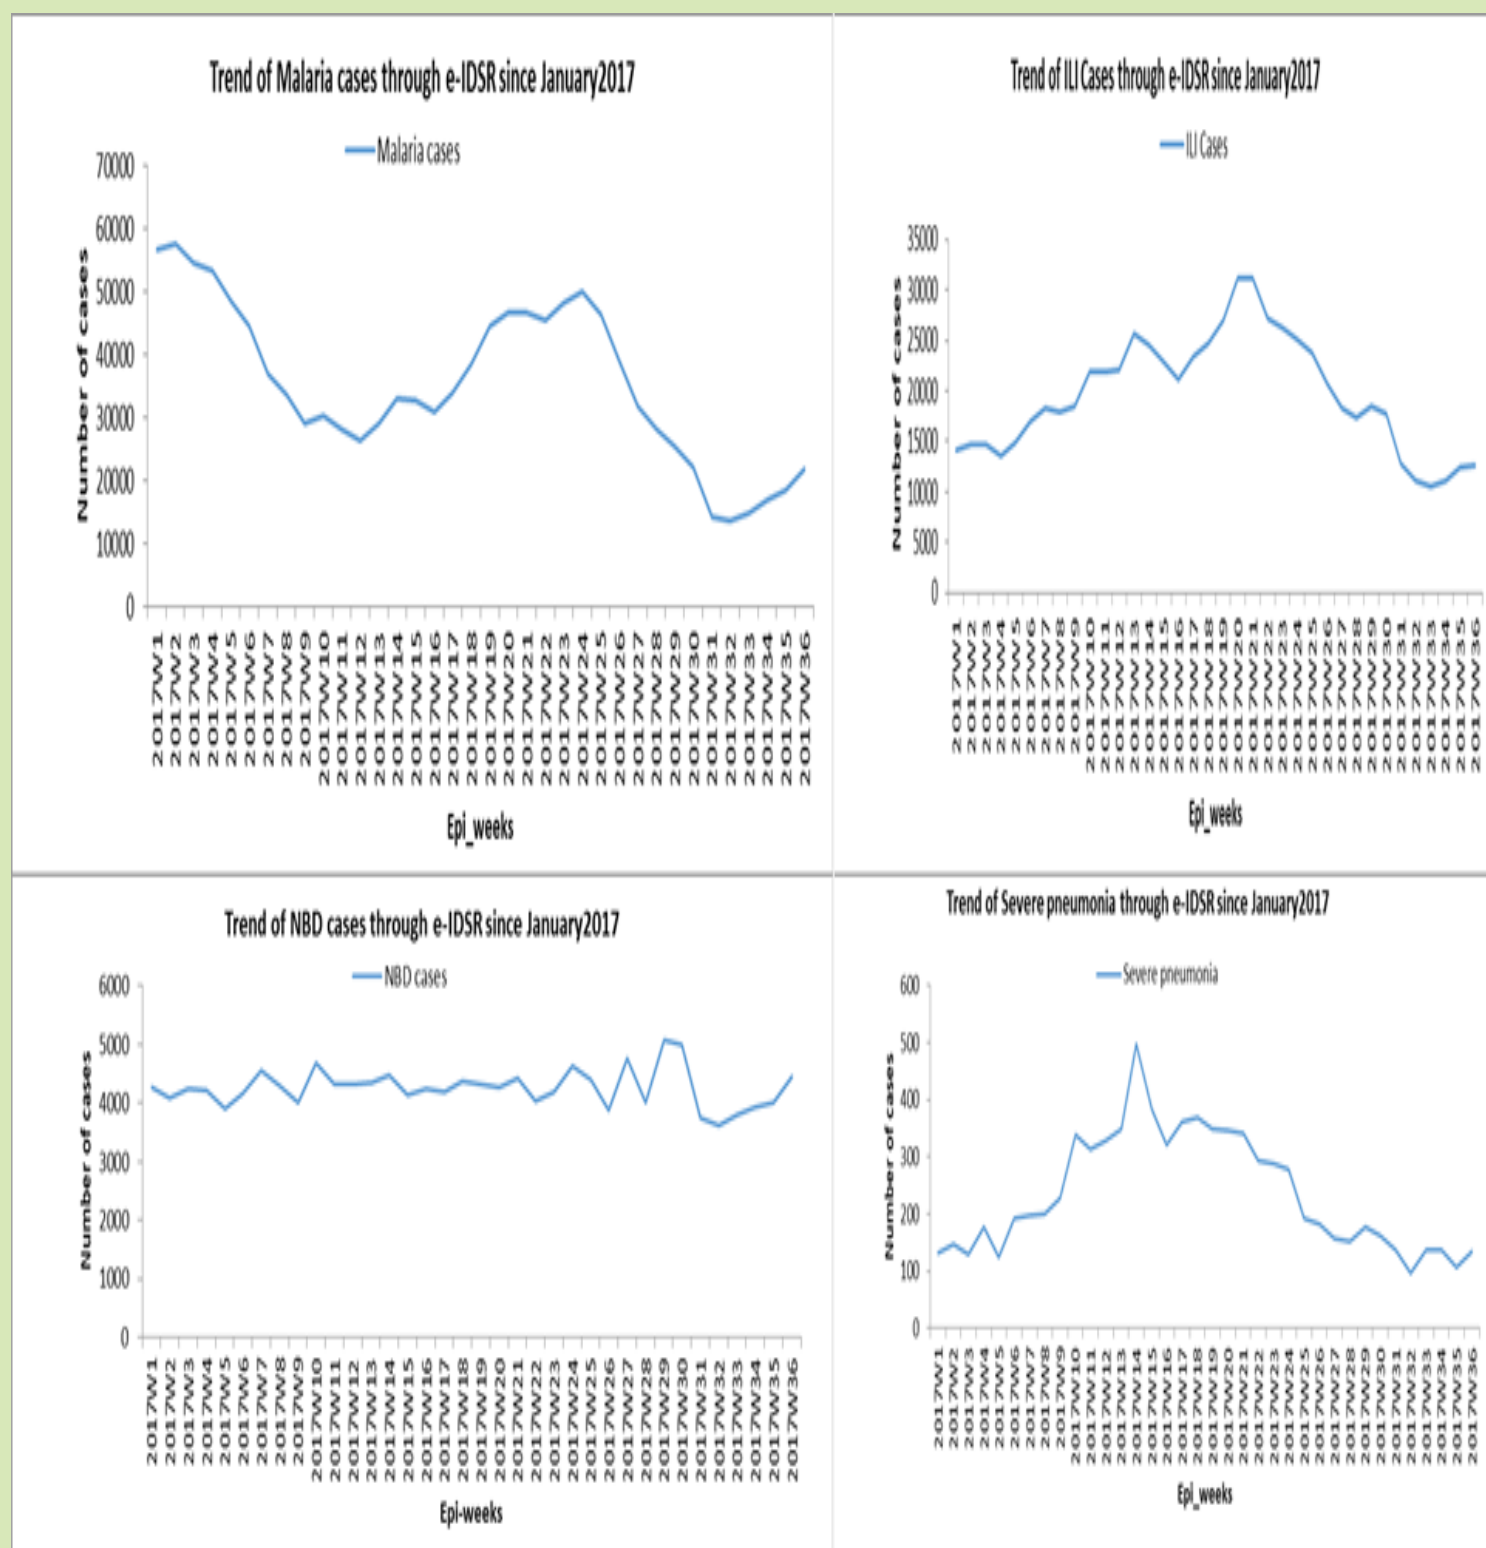 Trend of Malaria cases through e-IDSR since January2017
Malaria cases
70000
60000
50000
40000
30000
20000
10000
0
Number of cases
2017W1
2017W2
2017W3
2017W4
2017W5
2017W6
2017W7
2017W8
2017W9
2017W10
2017W11
2017W12
2017W13
2017W14
2017W15
2017W16
2017W17
2017W18
2017W19
2017W20
2017W21
2017W22
2017W23
2017W24
2017W25
2017W26
2017W27
2017W28
2017W29
2017W30
2017W31
2017W32
2017W33
2017W34
2017W35
2017W36
Epi_weeks
Trend of ILI Cases through e-IDSR since January2017
ILI Cases
35000
30000
25000
20000
15000
10000
5000
0
Number of cases
2017W1
2017W2
2017W3
2017W4
2017W5
2017W6
2017W7
2017W8
2017W9
2017W10
2017W11
2017W12
2017W13
2017W14
2017W15
2017W16
2017W17
2017W18
2017W19
2017W20
2017W21
2017W22
2017W23
2017W24
2017W25
2017W26
2017W27
2017W28
2017W29
2017W30
2017W31
2017W32
2017W33
2017W34
2017W35
2017W36
Epi_weeks
Trend of NBD cases through e-IDSR since January2017
NBD cases
6000
5000
4000
3000
2000
1000
0
Number of cases
2017W1
2017W2
2017W3
2017W4
2017W5
2017W6
2017W7
2017W8
2017W9
2017W10
2017W11
2017W12
2017W13
2017W14
2017W15
2017W16
2017W17
2017W18
2017W19
2017W20
2017W21
2017W22
2017W23
2017W24
2017W25
2017W26
2017W27
2017W28
2017W29
2017W30
2017W31
2017W32
2017W33
2017W34
2017W35
2017W36
Epi-weeks
Trend of Severe pneumonia through e-IDSR since January2017
Severe pneumonia
600
500
400
300
200
100
0
Number of cases
2017W1
2017W2
2017W3
2017W4
2017W5
2017W6
2017W7
2017W8
2017W9
2017W10
2017W11
2017W12
2017W13
2017W14
2017W15
2017W16
2017W17
2017W18
2017W19
2017W20
2017W21
2017W22
2017W23
2017W24
2017W25
2017W26
2017W27
2017W28
2017W29
2017W30
2017W31
2017W32
2017W33
2017W34
2017W35
2017W36
Epi_weeks